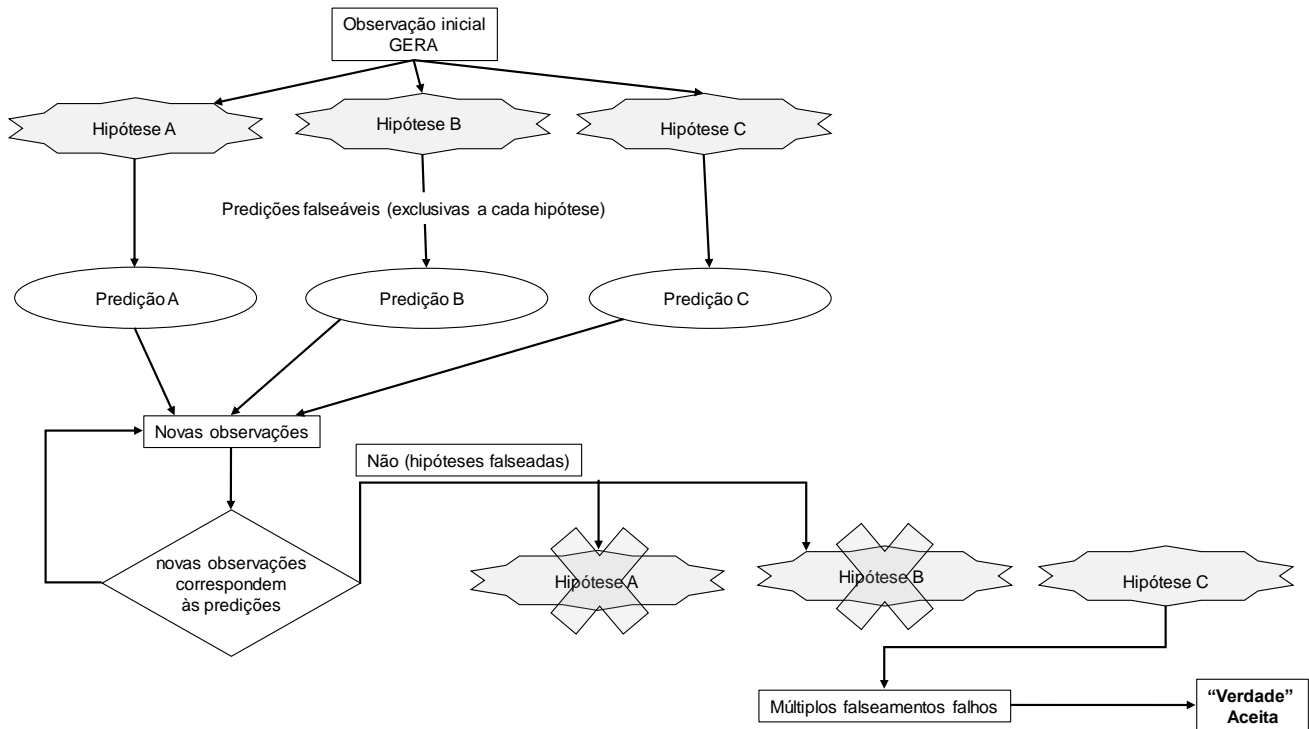 Observação inicial
GERA
Hipótese A
Hipótese B
Hipótese C
Predições falseáveis (exclusivas a cada hipótese)
Predição A
Predição B
Predição C
Novas observações
Não (hipóteses falseadas)
novas observações
correspondem
às predições
Hipótese A
Hipótese B
Hipótese C
Múltiplos falseamentos falhos
“Verdade”
Aceita